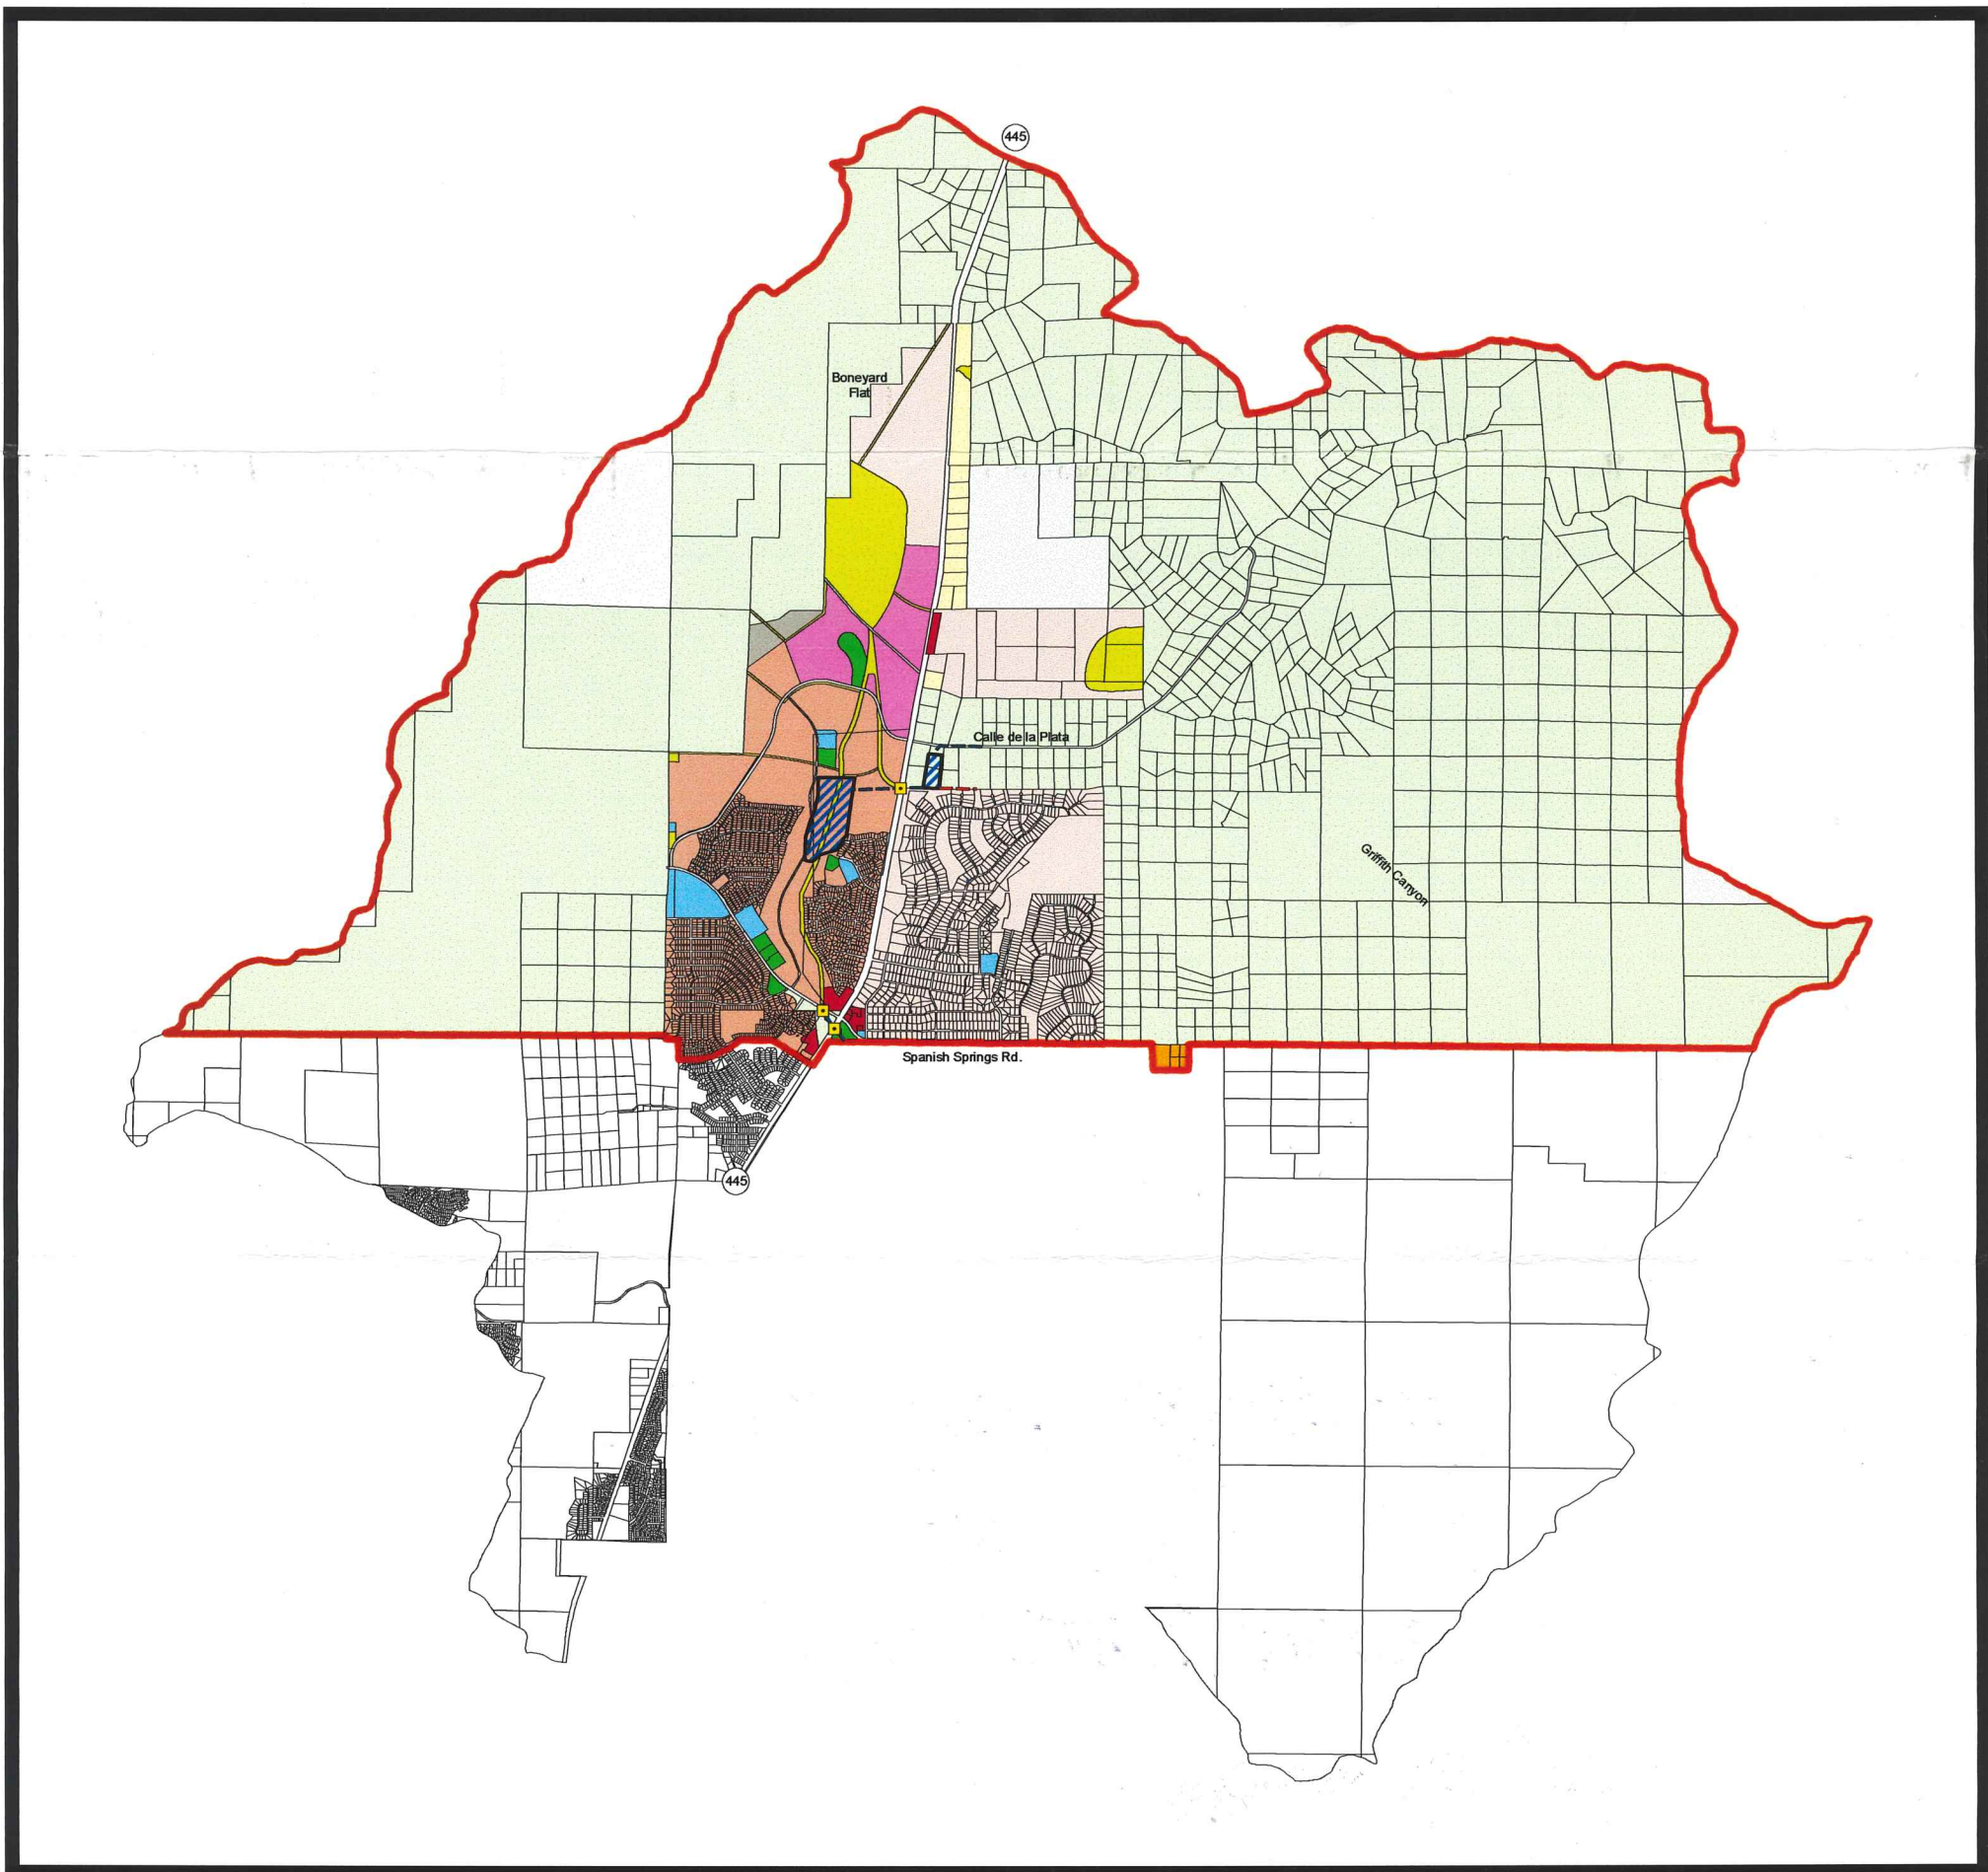 445
Boneyard
Flat
Calle de la Plata
Griffith Canyon
Spanish Springs Rd.
445